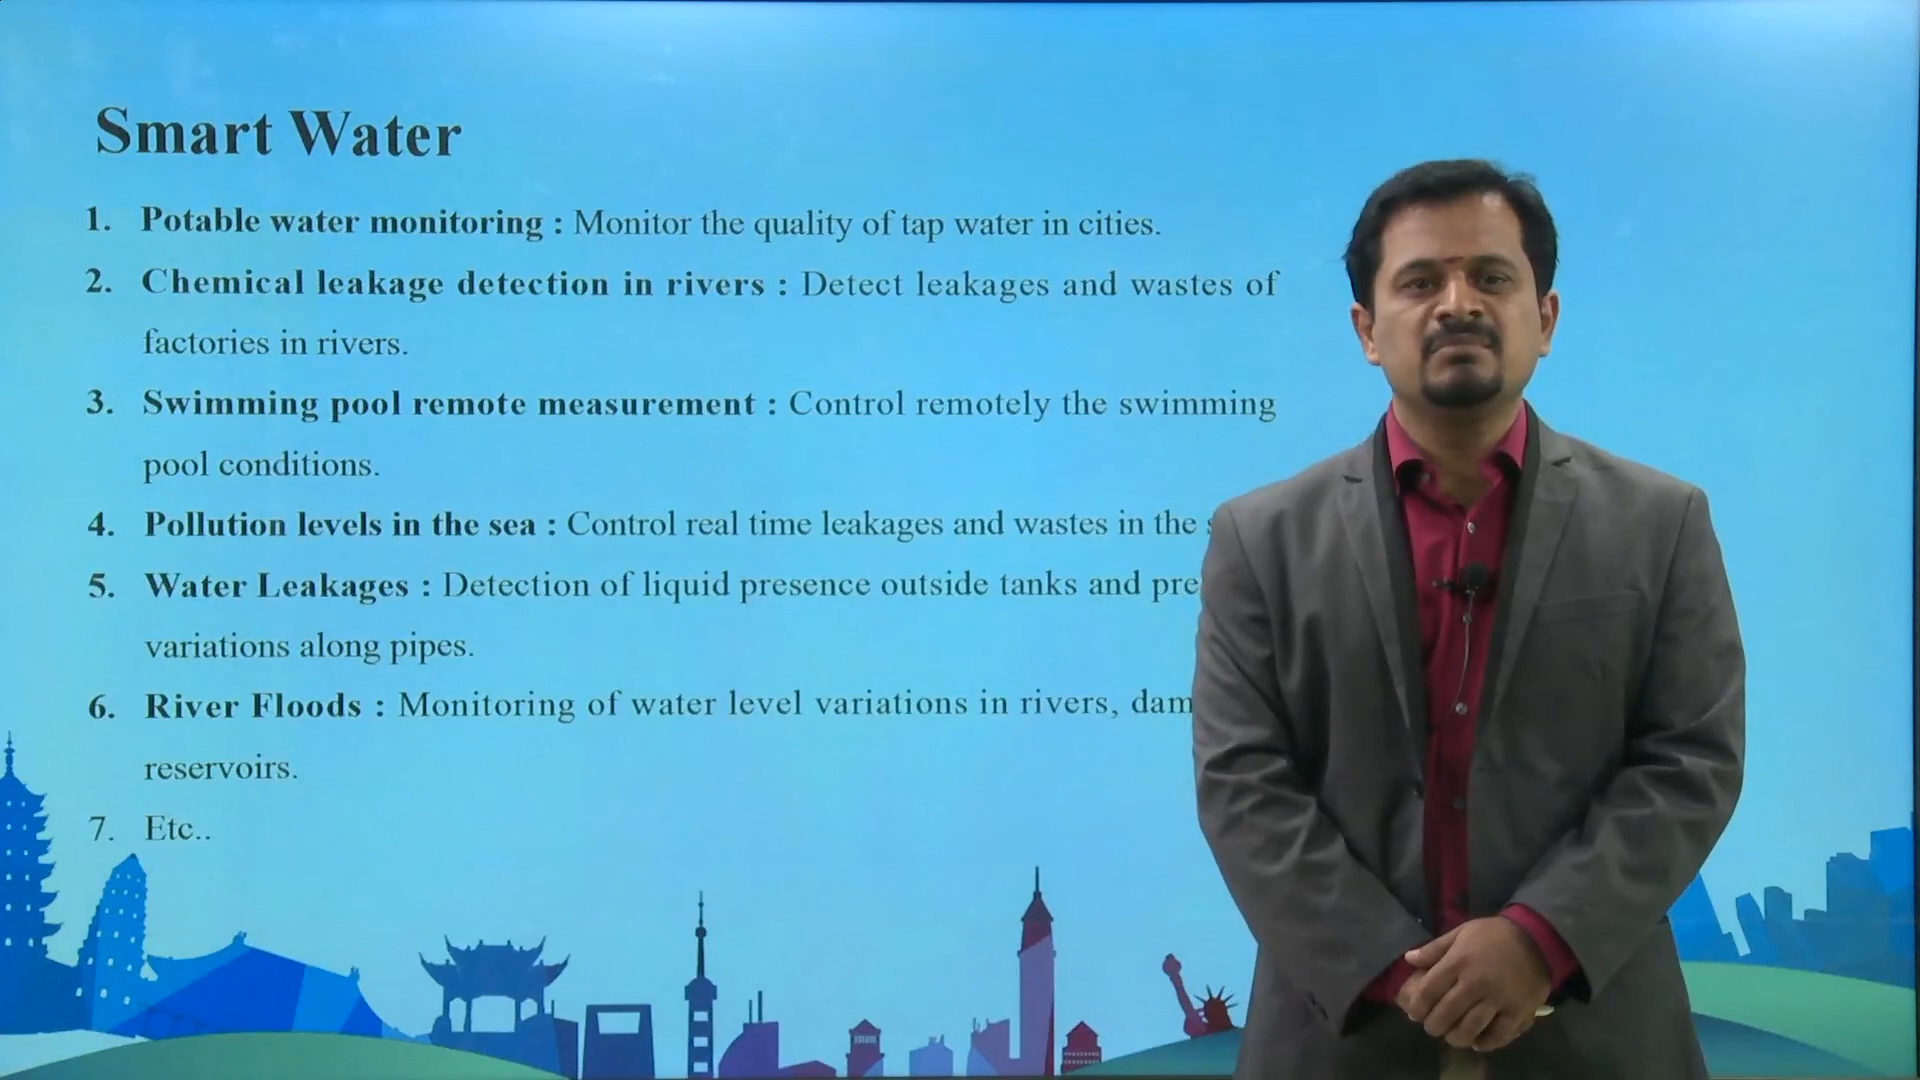 Smart Water
1. Potable water monitoring : Monitor the quality of tap water in cities.
2. Chemical leakage detection in rivers : Detect leakages and wastes of
factories in rivers.
3. Swimming pool remote measurement : Control remotely the swimming
pool conditions.
4. Pollution levels in the sea : Control real time leakages and wastes in the
5. Water Leakages : Detection of liquid presence outside tanks and
variations along pipes.
6. River Floods : Monitoring of water level variations in rivers,
reservoirs.
7. Etc..